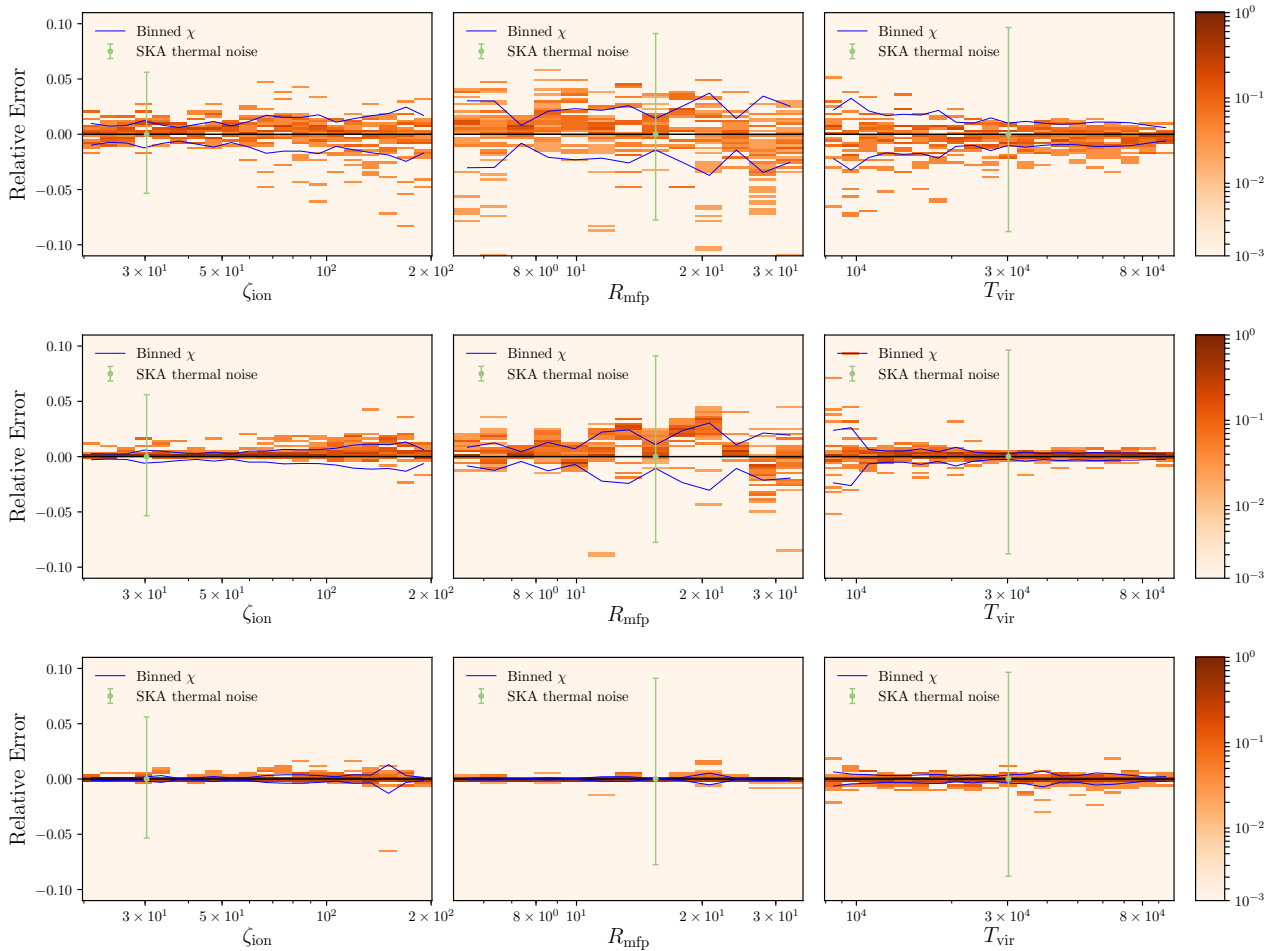 Relative Error
0.10
0.05
0.00
−0.05
−0.10
Binned χ
SKA thermal noise
3 × 10¹
5 × 10¹
10²
2 × 10²
ζion
Binned χ
SKA thermal noise
8 × 10⁰
10¹
2 × 10¹
3 × 10¹
Rmfp
Binned χ
SKA thermal noise
10⁴
3 × 10⁴
8 × 10⁴
Tvir
10⁰
10⁻¹
10⁻²
10⁻³
Relative Error
0.10
0.05
0.00
−0.05
−0.10
Binned χ
SKA thermal noise
3 × 10¹
5 × 10¹
10²
2 × 10²
ζion
Binned χ
SKA thermal noise
8 × 10⁰
10¹
2 × 10¹
3 × 10¹
Rmfp
Binned χ
SKA thermal noise
10⁴
3 × 10⁴
8 × 10⁴
Tvir
10⁰
10⁻¹
10⁻²
10⁻³
Relative Error
0.10
0.05
0.00
−0.05
−0.10
Binned χ
SKA thermal noise
3 × 10¹
5 × 10¹
10²
2 × 10²
ζion
Binned χ
SKA thermal noise
8 × 10⁰
10¹
2 × 10¹
3 × 10¹
Rmfp
Binned χ
SKA thermal noise
10⁴
3 × 10⁴
8 × 10⁴
Tvir
10⁰
10⁻¹
10⁻²
10⁻³